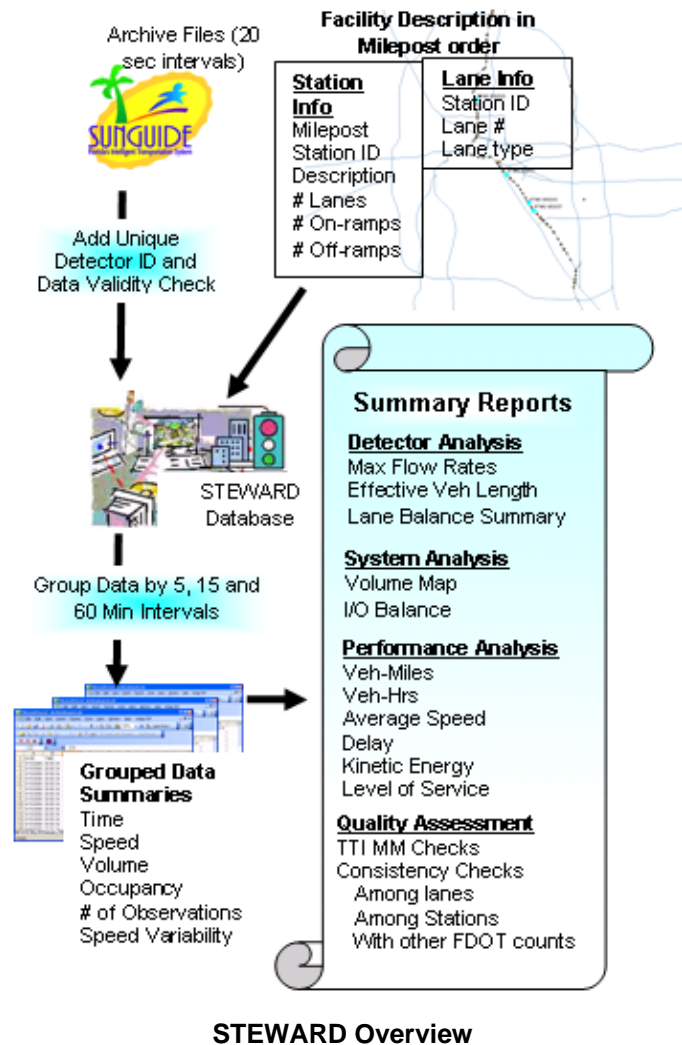 Archive Files (20
sec intervals)
SUNGUIDE
Facility Description in
Milepost order
Station
Info
Milepost
Station ID
Description
# Lanes
# On-ramps
# Off-ramps
Lane Info
Station ID
Lane #
Lane type
Add Unique
Detector ID and
Data Validity Check
STEWARD
Database
Group Data by 5, 15 and
60 Min Intervals
Grouped Data
Summaries
Time
Speed
Volume
Occupancy
# of Observations
Speed Variability
Summary Reports
Detector Analysis
Max Flow Rates
Effective Veh Length
Lane Balance Summary
System Analysis
Volume Map
I/O Balance
Performance Analysis
Veh-Miles
Veh-Hrs
Average Speed
Delay
Kinetic Energy
Level of Service
Quality Assessment
TTI MM Checks
Consistency Checks
Among lanes
Among Stations
With other FDOT counts
STEWARD Overview